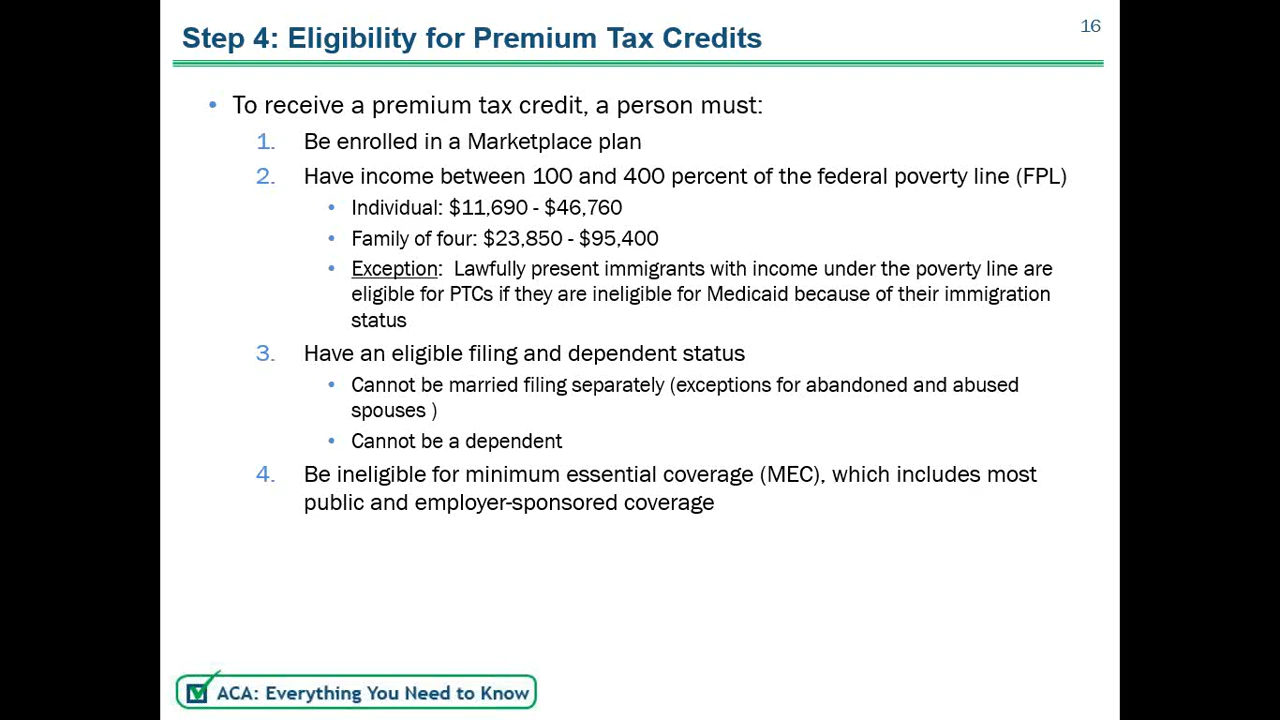 Step 4: Eligibility for Premium Tax Credits
16
• To receive a premium tax credit, a person must:
1. Be enrolled in a Marketplace plan
2. Have income between 100 and 400 percent of the federal poverty line (FPL)
• Individual: $11,690 - $46,760
• Family of four: $23,850 - $95,400
• Exception: Lawfully present immigrants with income under the poverty line are
eligible for PTCs if they are ineligible for Medicaid because of their immigration
status
3. Have an eligible filing and dependent status
• Cannot be married filing separately (exceptions for abandoned and abused
spouses )
• Cannot be a dependent
4. Be ineligible for minimum essential coverage (MEC), which includes most
public and employer-sponsored coverage
ACA: Everything You Need to Know